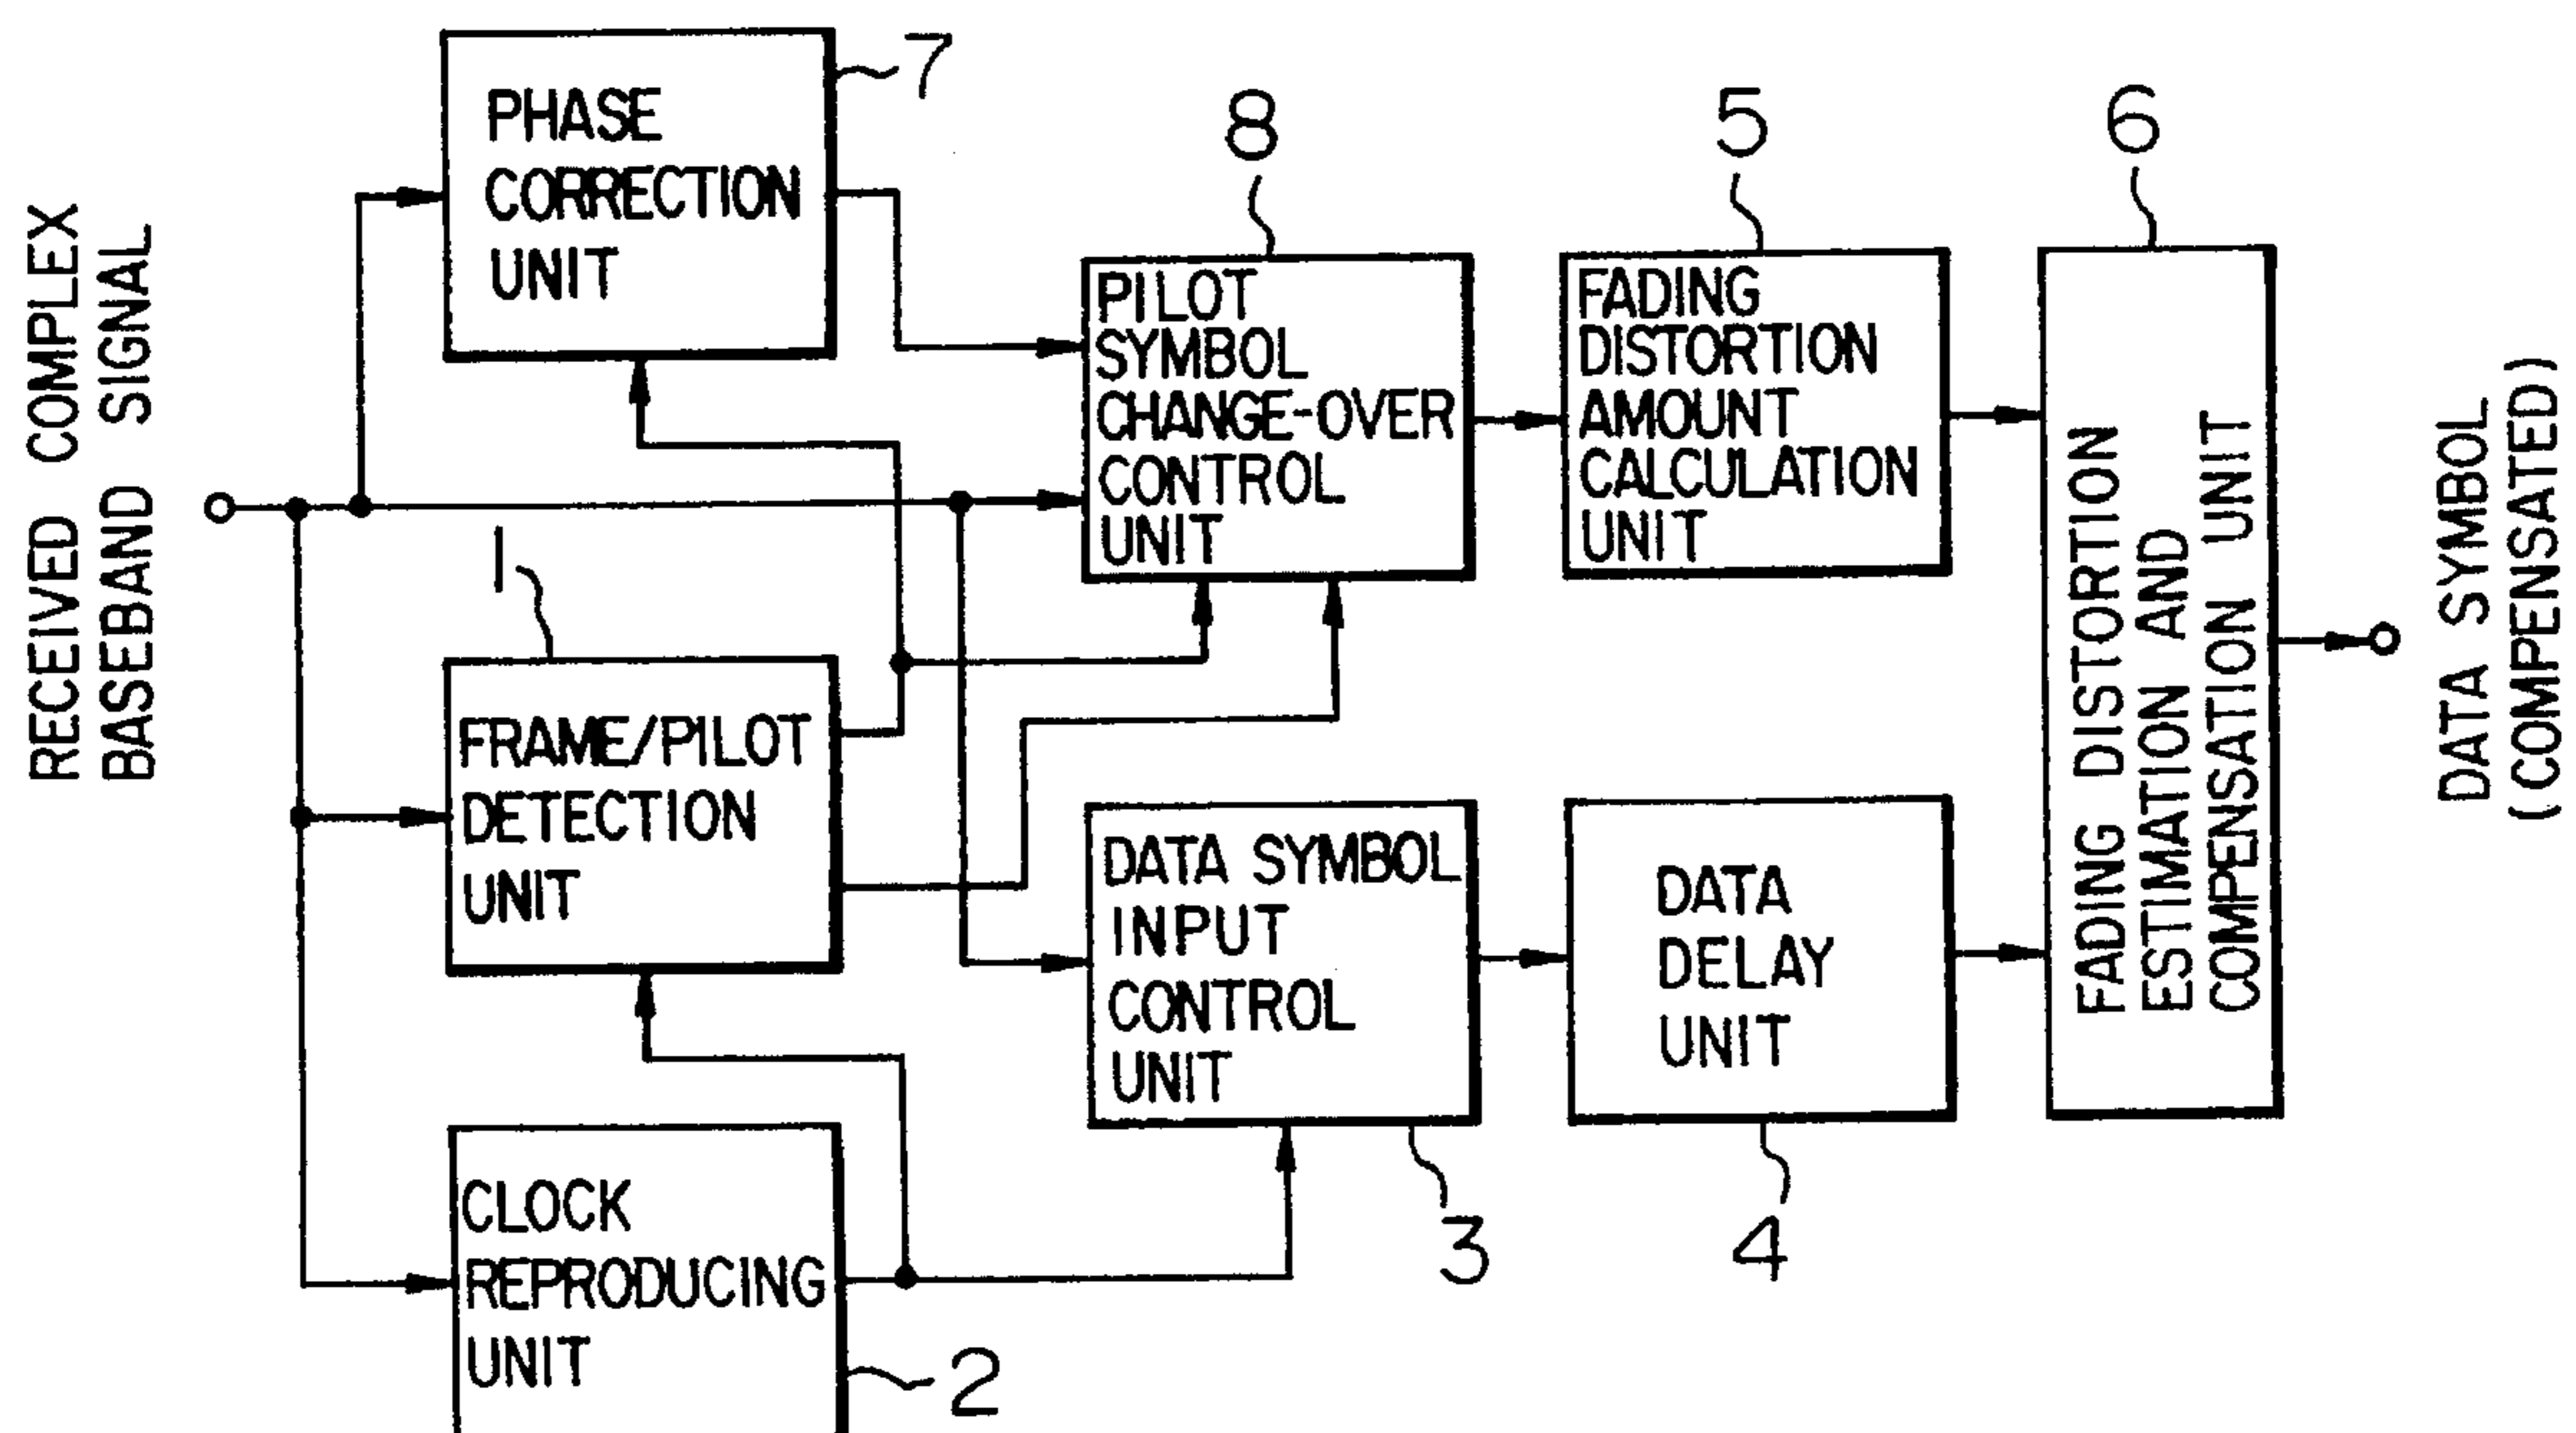 RECEIVED COMPLEX
BASEBAND SIGNAL
7
PHASE
CORRECTION
UNIT
1
FRAME/PILOT
DETECTION
UNIT
CLOCK
REPRODUCING
UNIT
2
8
PILOT
SYMBOL
CHANGE-OVER
CONTROL
UNIT
DATA SYMBOL
INPUT
CONTROL
UNIT
3
5
FADING
DISTORTION
AMOUNT
CALCULATION
UNIT
DATA
DELAY
UNIT
4
6
FADING DISTORTION
ESTIMATION AND
COMPENSATION UNIT
DATA SYMBOL
(COMPENSATED)